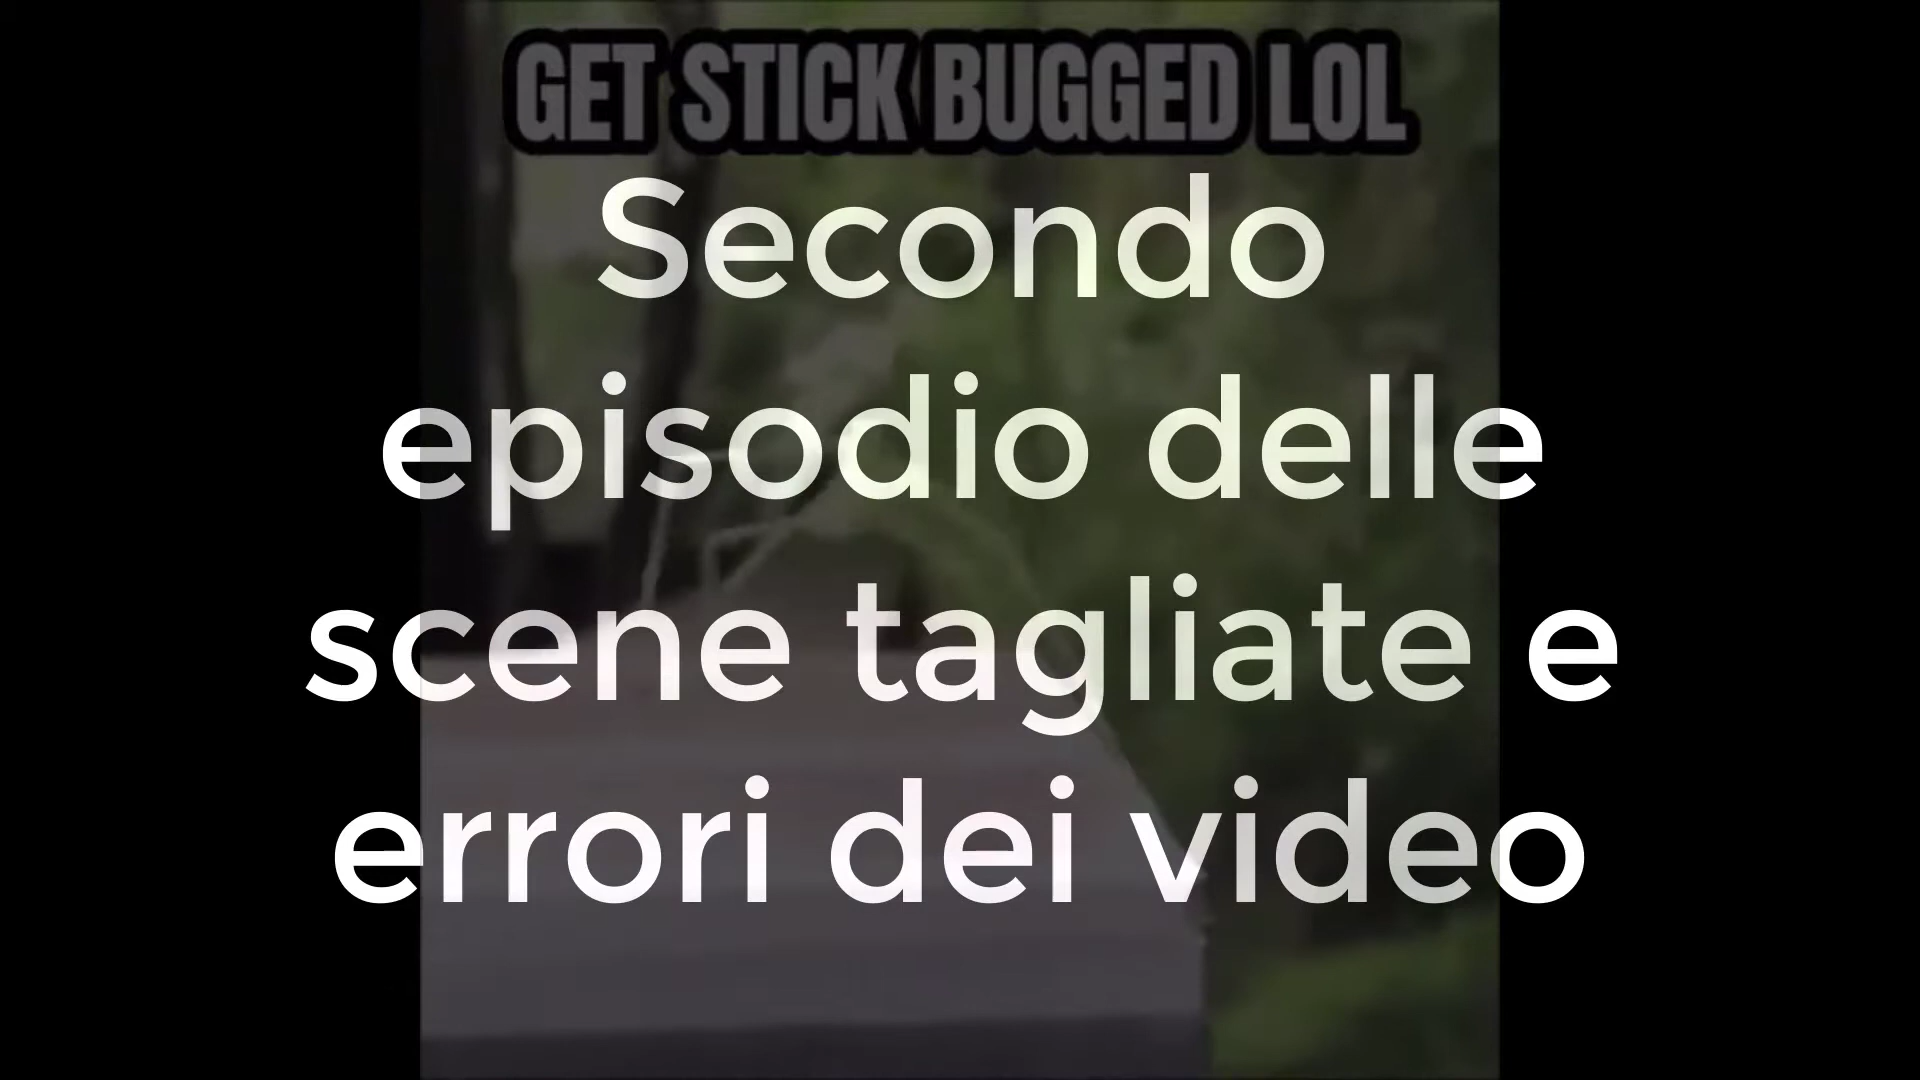 GET STICK BUGGED LOL
Secondo
episodio delle
scene tagliate e
errori dei video